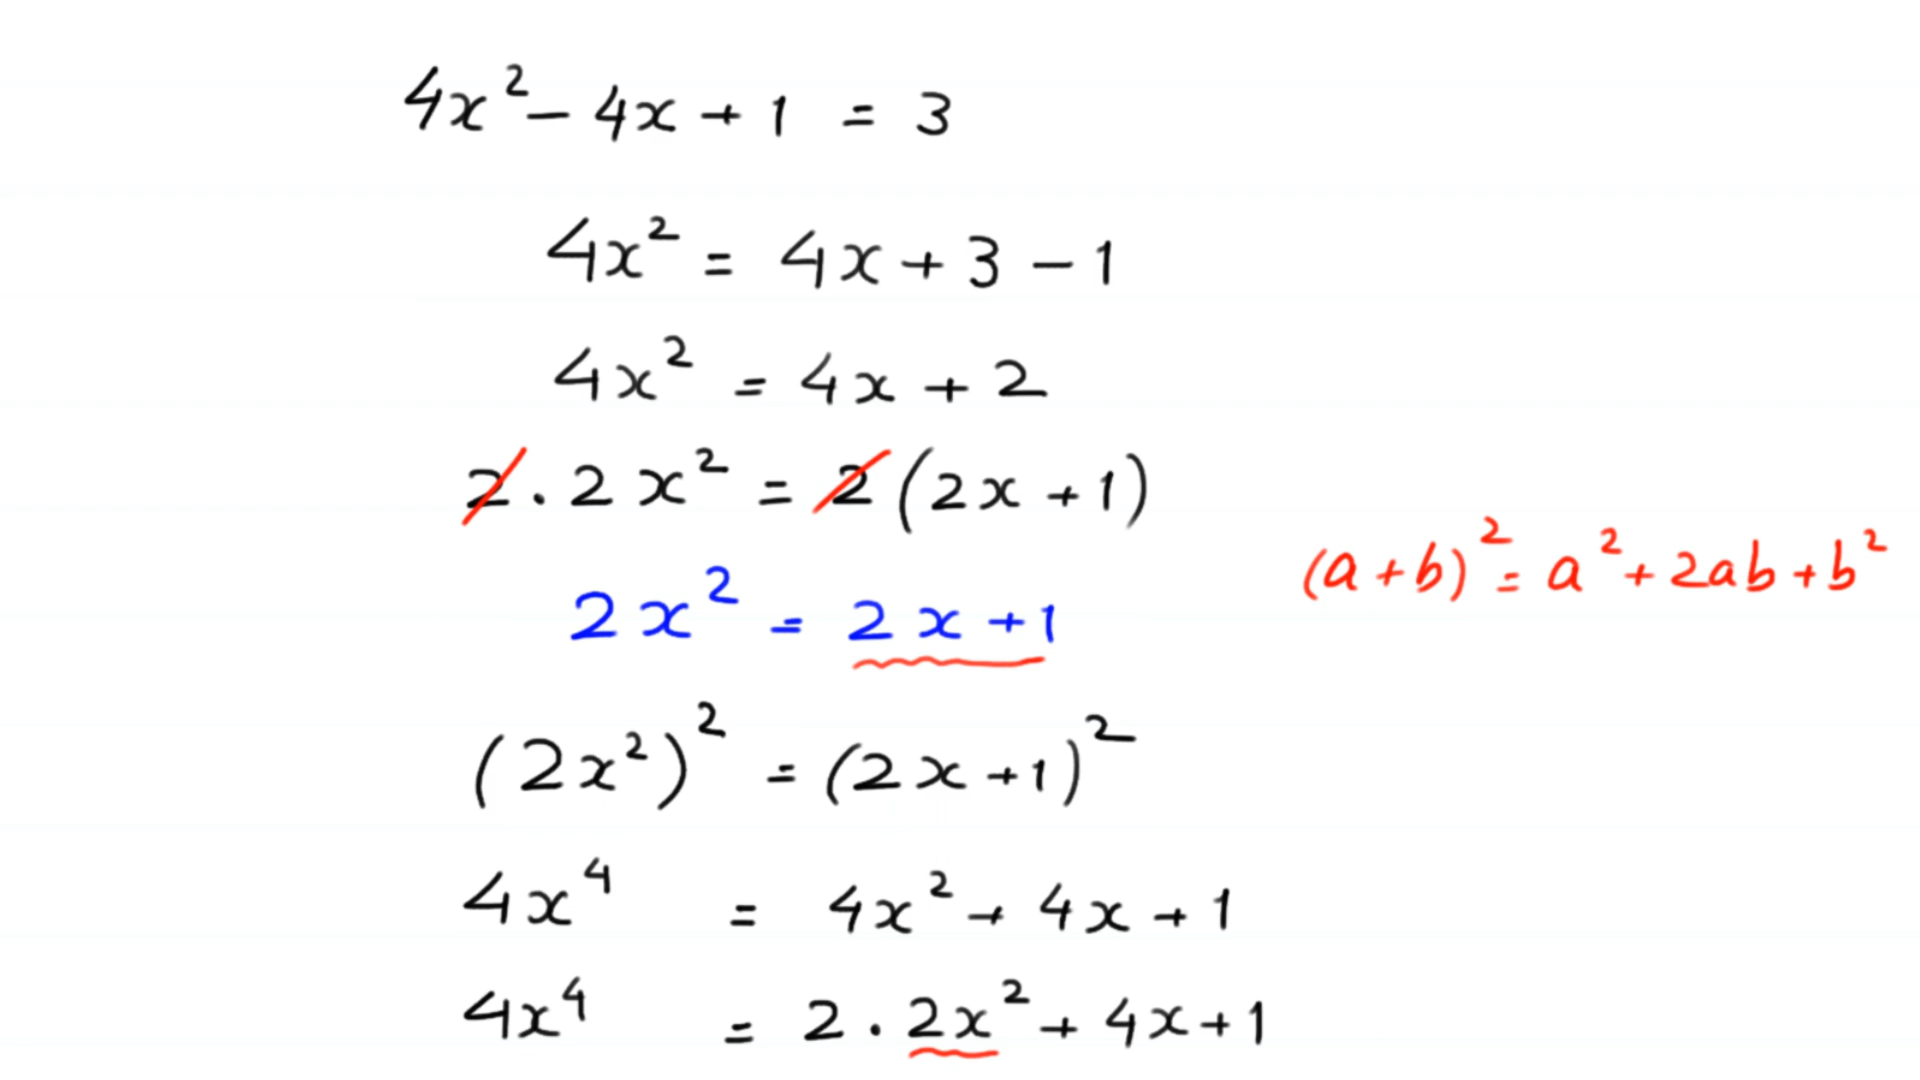 4x² - 4x + 1 = 3
4x² = 4x + 3 - 1
4x² = 4x + 2
2 · 2x² = 2(2x + 1)
2x² = 2x + 1
(a + b)² = a² + 2ab + b²
(2x²)² = (2x + 1)²
4x⁴ = 4x² + 4x + 1
4x⁴ = 2 · 2x² + 4x + 1